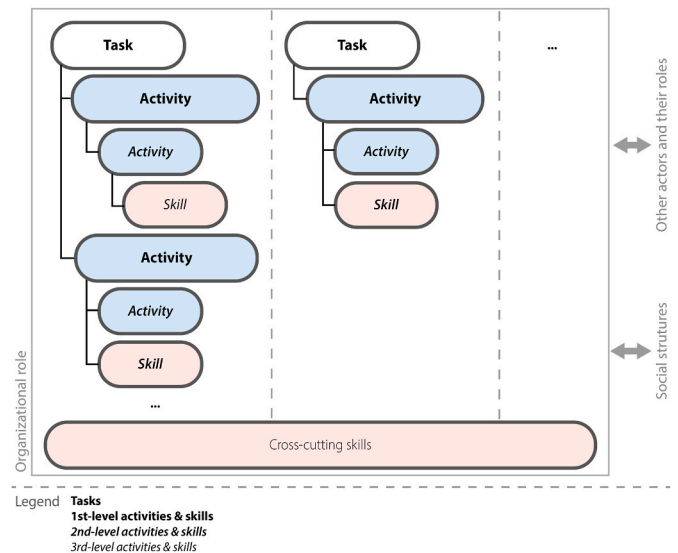 Task
Activity
Activity
Skill
Activity
Activity
Skill
...
Task
Activity
Activity
Skill
...
Cross-cutting skills
Organizational role
Other actors and their roles
Social strutures
Legend
Tasks
1st-level activities & skills
2nd-level activities & skills
3rd-level activities & skills